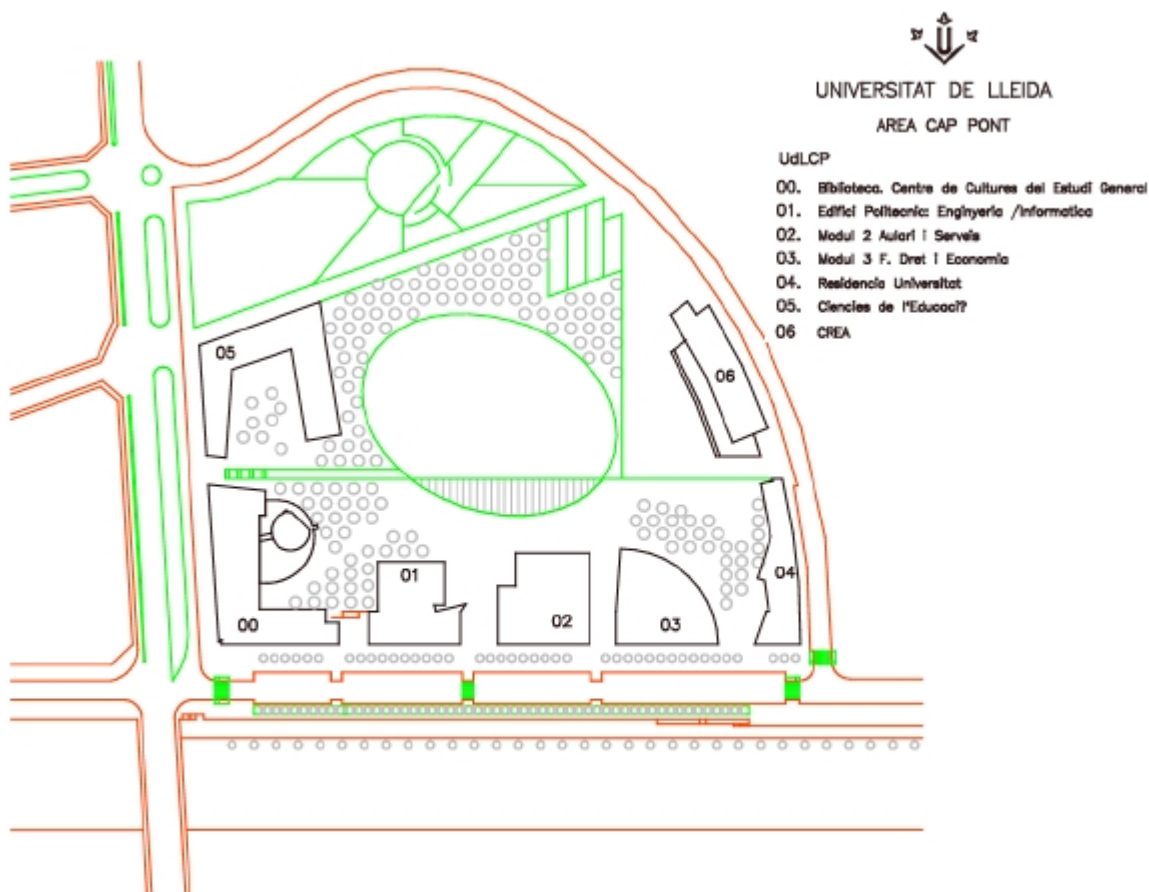 UNIVERSITAT DE LLEIDA
AREA CAP PONT
UdLCP
00. Biblioteca. Centre de Cultures del Estudi General
01. Edifici Politecnic: Enginyeria /Informatica
02. Modul 2 Aulari i Serveis
03. Modul 3 F. Dret i Economia
04. Residencia Universitat
05. Ciencies de l'Educaci?
06 CREA
05
06
04
01
02
03
00